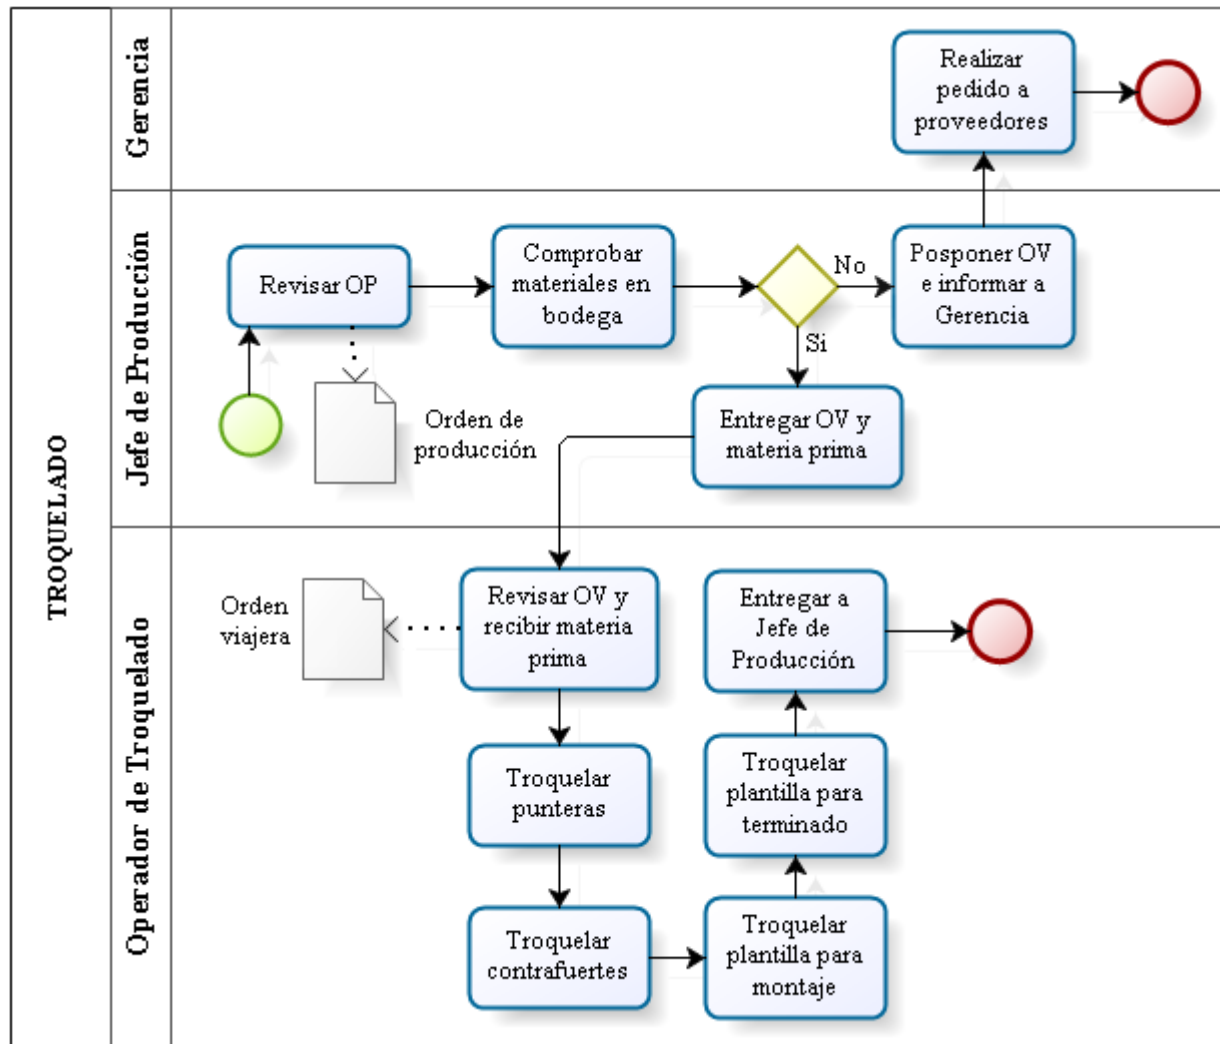 TROQUELADO
Gerencia
Realizar
pedido a
proveedores
Jefe de Producción
Revisar OP
Comprobar
materiales en
bodega
No
Si
Posponer OV
e informar a
Gerencia
Orden de
producción
Entregar OV y
materia prima
Operador de Troquelado
Orden
viajera
Revisar OV y
recibir materia
prima
Troquelar
punteras
Troquelar
contrafuertes
Troquelar
plantilla para
montaje
Troquelar
plantilla para
terminado
Entregar a
Jefe de
Producción